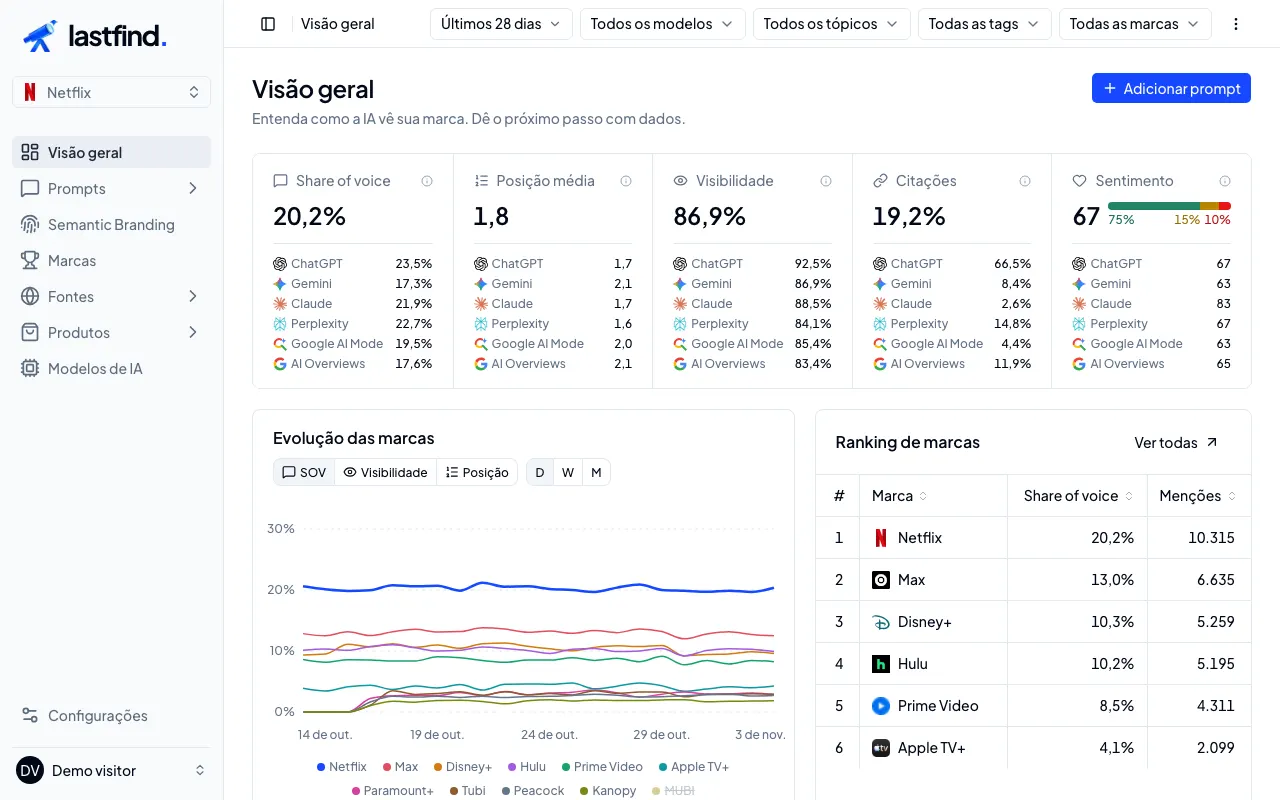 lastfind.
Netflix
Visão geral
Prompts
Semantic Branding
Marcas
Fontes
Produtos
Modelos de IA
Configurações
DV Demo visitor
Visão geral
Últimos 28 dias
Todos os modelos
Todos os tópicos
Todas as tags
Todas as marcas
Visão geral
Adicionar prompt
Entenda como a IA vê sua marca. Dê o próximo passo com dados.
Share of voice
20,2%
ChatGPT 23,5%
Gemini 17,3%
Claude 21,9%
Perplexity 22,7%
Google AI Mode 19,5%
AI Overviews 17,6%
Posição média
1,8
ChatGPT 1,7
Gemini 2,1
Claude 1,7
Perplexity 1,6
Google AI Mode 2,0
AI Overviews 2,1
Visibilidade
86,9%
ChatGPT 92,5%
Gemini 86,9%
Claude 88,5%
Perplexity 84,1%
Google AI Mode 85,4%
AI Overviews 83,4%
Citações
19,2%
ChatGPT 66,5%
Gemini 8,4%
Claude 2,6%
Perplexity 14,8%
Google AI Mode 4,4%
AI Overviews 11,9%
Sentimento
67 75% 15% 10%
ChatGPT 67
Gemini 63
Claude 83
Perplexity 67
Google AI Mode 63
AI Overviews 65
Evolução das marcas
SOV Visibilidade Posição D W M
30%
20%
10%
0%
14 de out. 19 de out. 24 de out. 29 de out. 3 de nov.
Netflix Max Disney+ Hulu Prime Video Apple TV+
Paramount+ Tubi Peacock Kanopy MUBI
Ranking de marcas
Ver todas
# Marca Share of voice Menções
1 Netflix 20,2% 10.315
2 Max 13,0% 6.635
3 Disney+ 10,3% 5.259
4 Hulu 10,2% 5.195
5 Prime Video 8,5% 4.311
6 Apple TV+ 4,1% 2.099